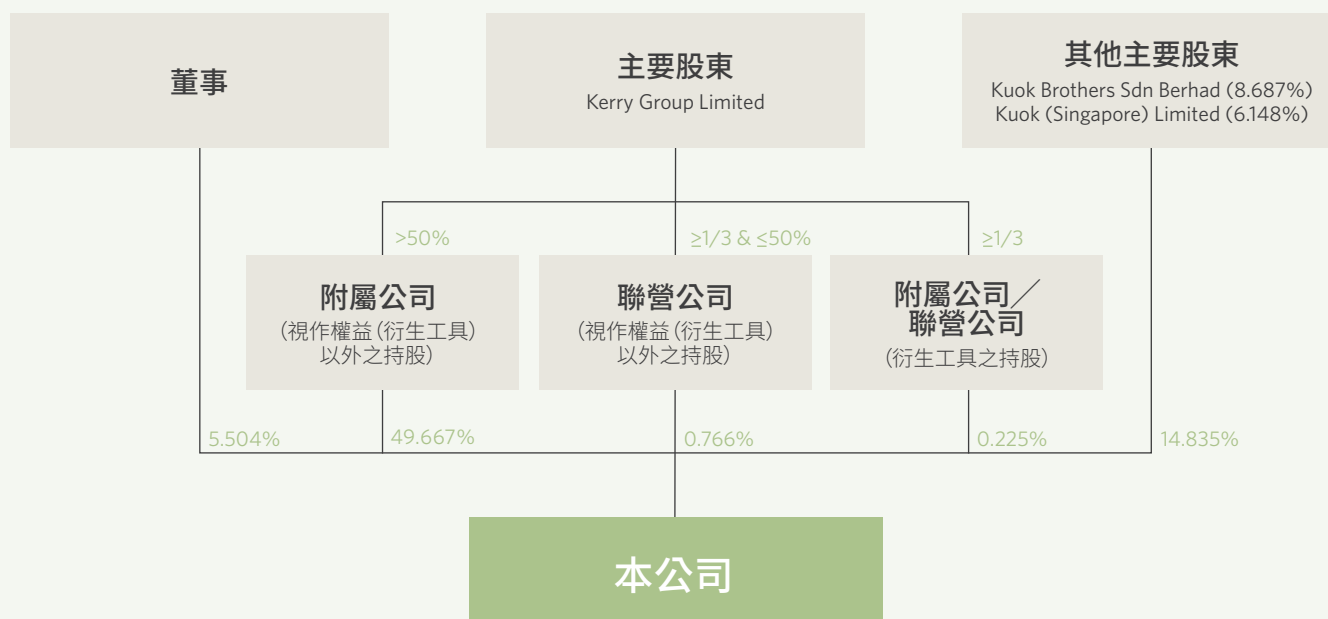 董事
主要股東
Kerry Group Limited
其他主要股東
Kuok Brothers Sdn Berhad (8.687%)
Kuok (Singapore) Limited (6.148%)
>50%
≥1/3 & ≤50%
≥1/3
附屬公司
(視作權益 (衍生工具)
以外之持股)
聯營公司
(視作權益 (衍生工具)
以外之持股)
附屬公司／
聯營公司
(衍生工具之持股)
5.504%
49.667%
0.766%
0.225%
14.835%
本公司